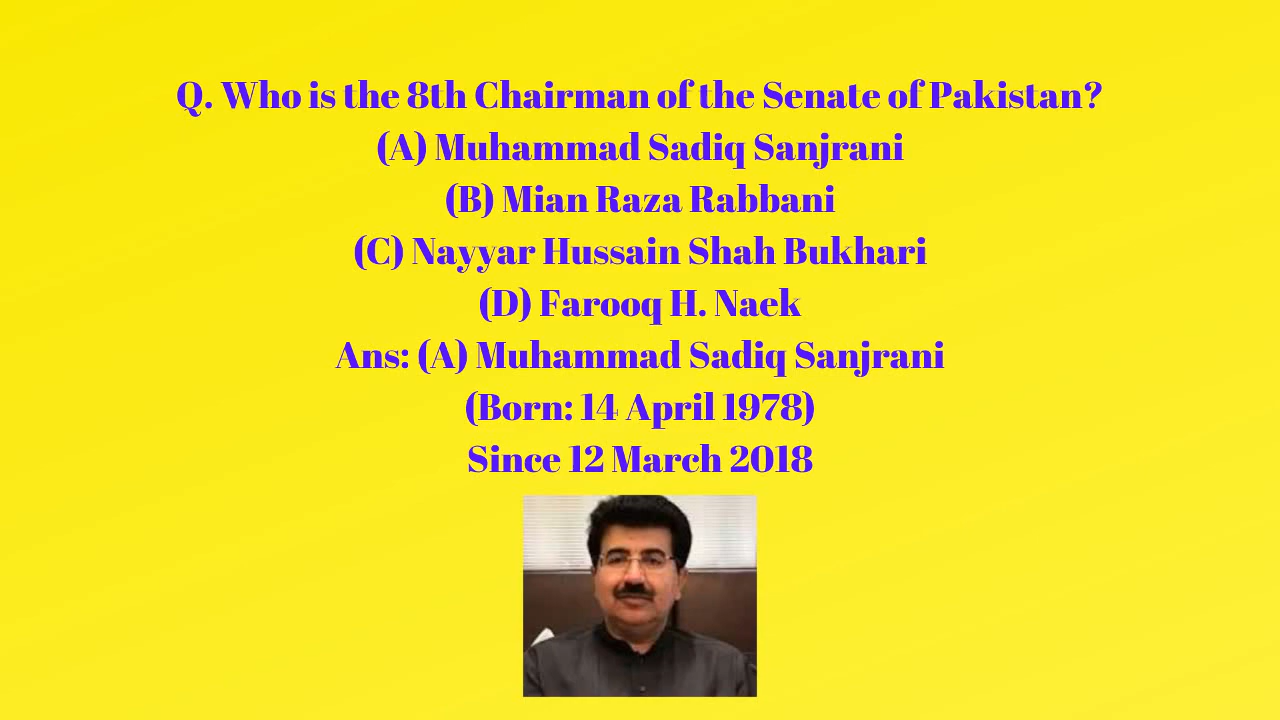 Q. Who is the 8th Chairman of the Senate of Pakistan?
(A) Muhammad Sadiq Sanjrani
(B) Mian Raza Rabbani
(C) Nayyar Hussain Shah Bukhari
(D) Farooq H. Naek
Ans: (A) Muhammad Sadiq Sanjrani
(Born: 14 April 1978)
Since 12 March 2018